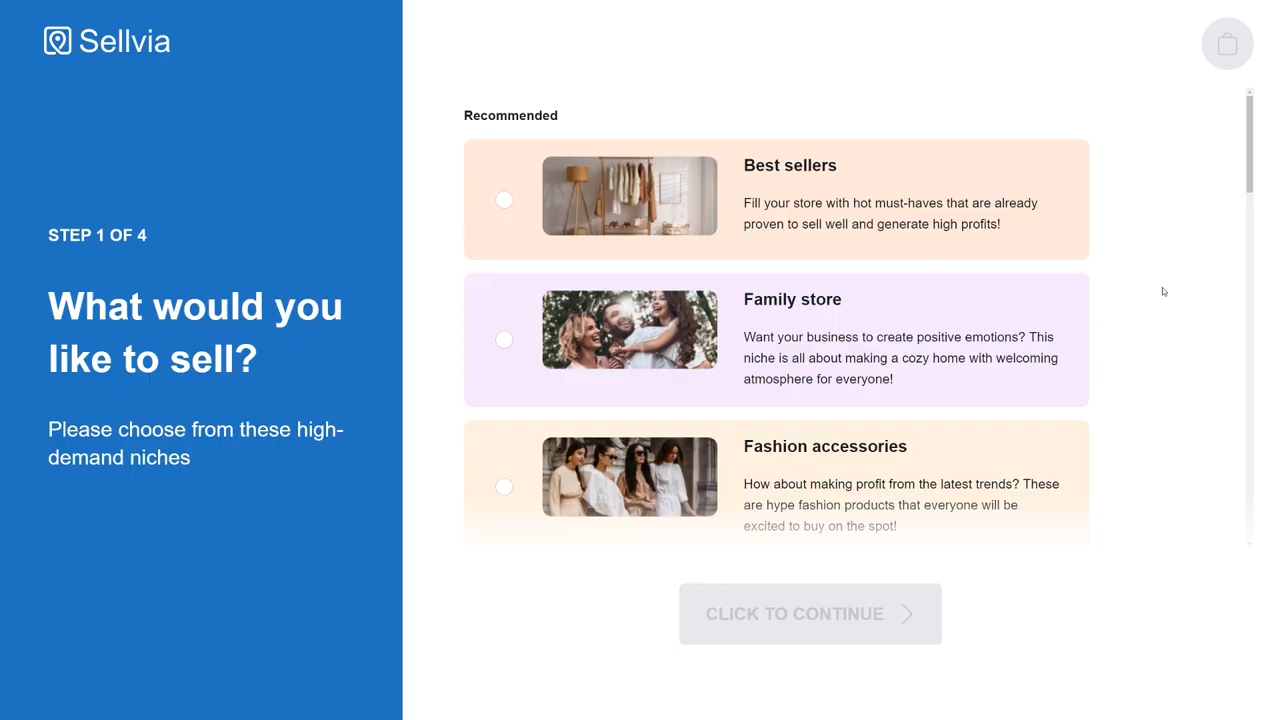 Sellvia
STEP 1 OF 4
What would you
like to sell?
Please choose from these high-
demand niches
Recommended
Best sellers
Fill your store with hot must-haves that are already
proven to sell well and generate high profits!
Family store
Want your business to create positive emotions? This
niche is all about making a cozy home with welcoming
atmosphere for everyone!
Fashion accessories
How about making profit from the latest trends? These
are hype fashion products that everyone will be
excited to buy on the spot!
CLICK TO CONTINUE